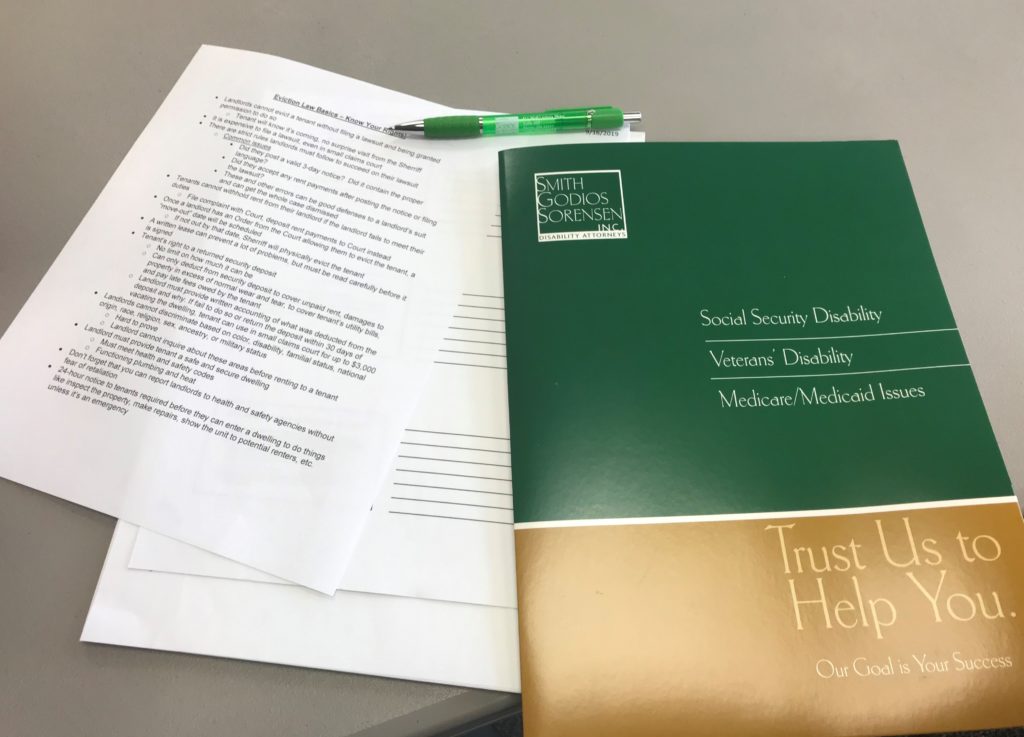 Eviction Law Basics – Know Your Rights!
9/16/2019
• Landlords cannot evict a tenant without filing a lawsuit and being granted
permission to do so
○ Tenant will know it's coming, no surprise visit from the Sheriff
• It is expensive to file a lawsuit, even in small claims court
• There are strict rules landlords must follow to succeed on their lawsuit
○ Common issues
▪ Did they post a valid 3-day notice? Did it contain the proper
language?
▪ Did they accept any rent payments after posting the notice or filing
the lawsuit?
▪ These and other errors can be good defenses to a landlord's suit
and can get the whole case dismissed
• Tenants cannot withhold rent from their landlord if the landlord fails to meet their
duties
○ File complaint with Court, deposit rent payments to Court instead
• Once a landlord has an Order from the Court allowing them to evict the tenant, a
"move-out" date will be scheduled
○ If not out by that date, Sheriff will physically evict the tenant
• A written lease can prevent a lot of problems, but must be read carefully before it
is signed
• Tenant's right to a returned security deposit
○ No limit on how much it can be
○ Can only deduct from security deposit to cover unpaid rent, damages to
property in excess of normal wear and tear, to cover tenant's utility bills,
and pay late fees owed by the tenant
○ Landlord must provide written accounting of what was deducted from the
deposit and why. If fail to do so or return the deposit within 30 days of
vacating the dwelling, tenant can use in small claims court for up to $3,000
• Landlords cannot discriminate based on color, disability, familial status, national
origin, race, religion, sex, ancestry, or military status
○ Hard to prove
○ Landlord cannot inquire about these areas before renting to a tenant
• Landlord must provide tenant a safe and secure dwelling
○ Must meet health and safety codes
○ Functioning plumbing and heat
• Don't forget that you can report landlords to health and safety agencies without
fear of retaliation
• 24-hour notice to tenants required before they can enter a dwelling to do things
like inspect the property, make repairs, show the unit to potential renters, etc.
unless it's an emergency
SMITH
GODIOS
SORENSEN
INC.
DISABILITY ATTORNEYS
Social Security Disability
Veterans' Disability
Medicare/Medicaid Issues
Trust Us to
Help You.
Our Goal is Your Success